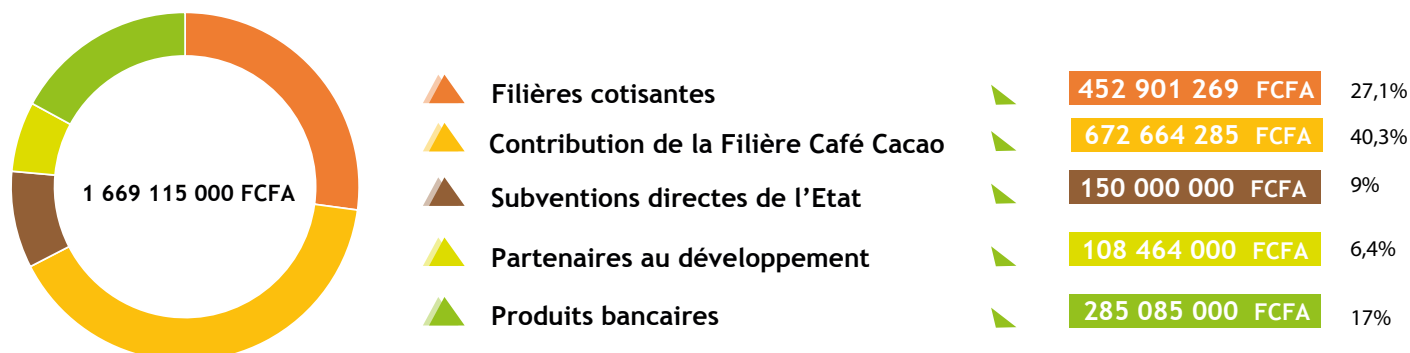 1 669 115 000 FCFA
Filières cotisantes 452 901 269 FCFA 27,1%
Contribution de la Filière Café Cacao 672 664 285 FCFA 40,3%
Subventions directes de l’Etat 150 000 000 FCFA 9%
Partenaires au développement 108 464 000 FCFA 6,4%
Produits bancaires 285 085 000 FCFA 17%